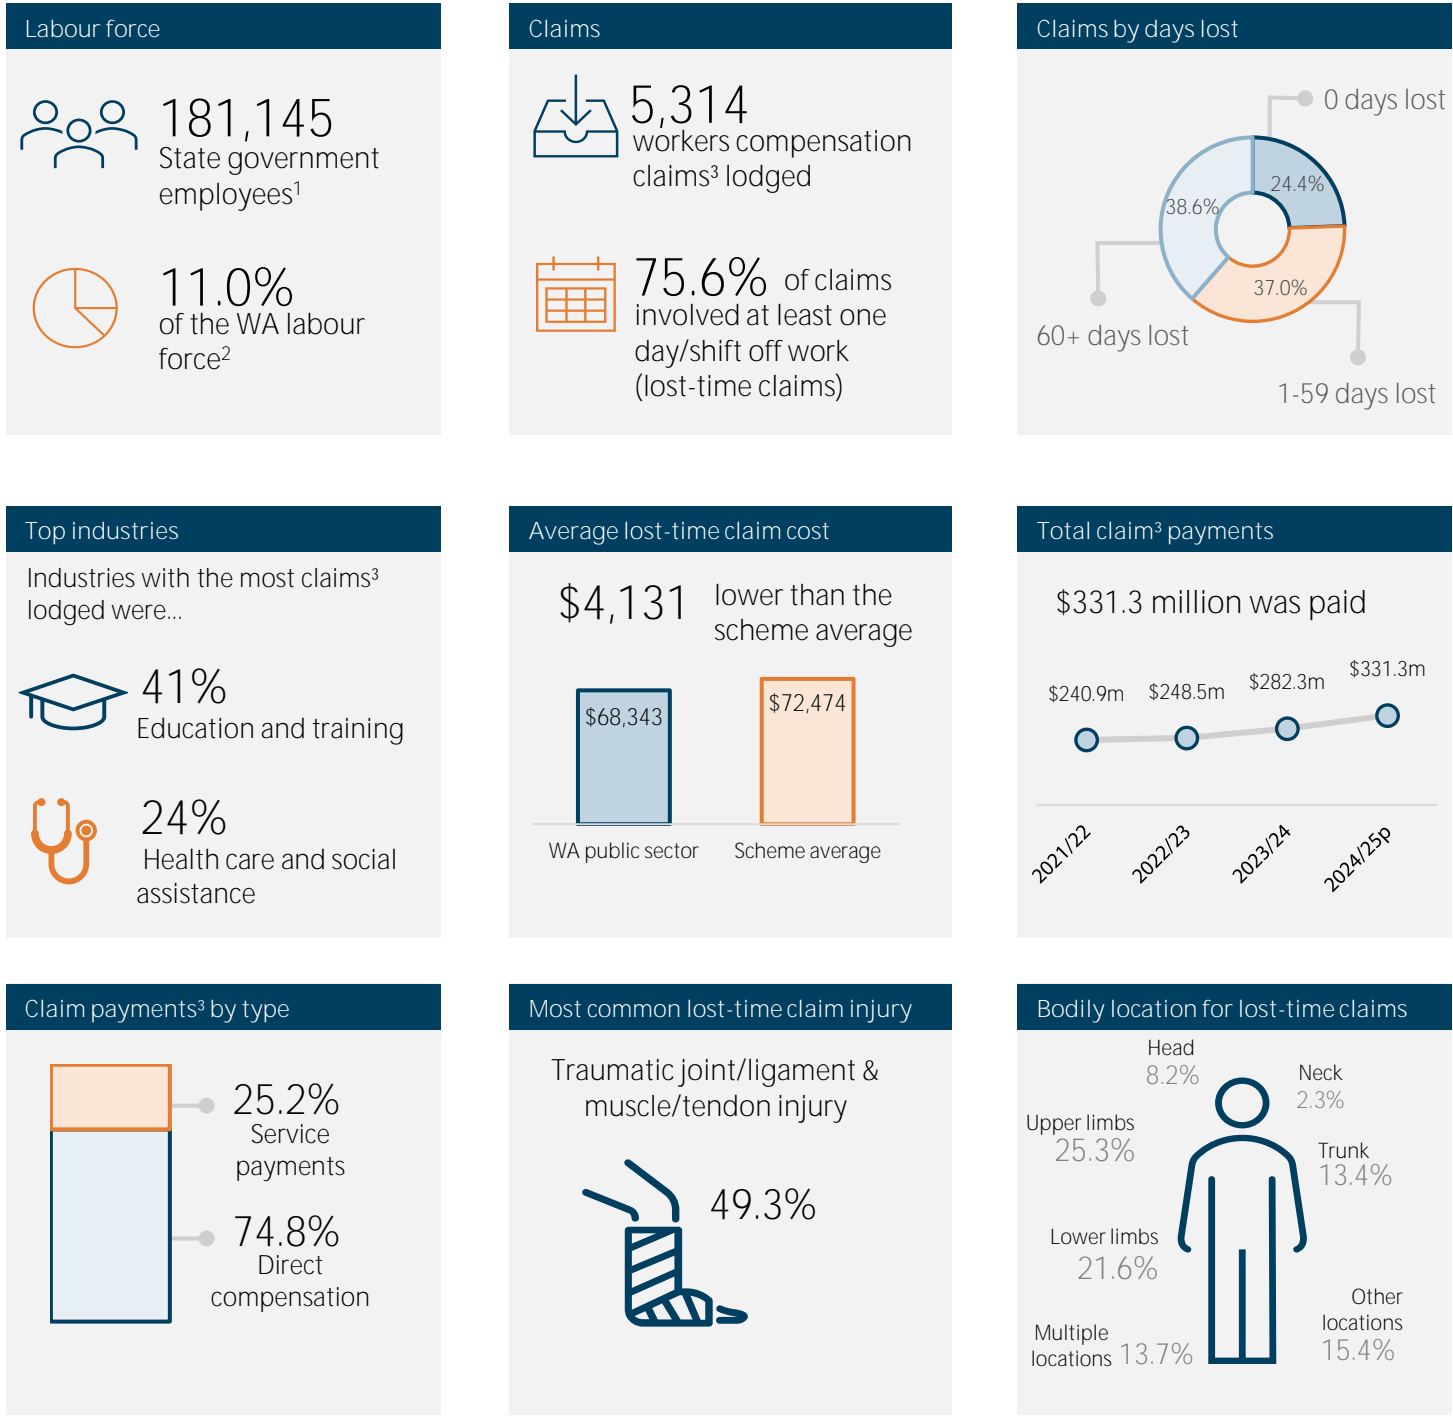 Labour force
181,145
State government
employees¹
11.0%
of the WA labour
force²
Claims
5,314
workers compensation
claims³ lodged
75.6% of claims
involved at least one
day/shift off work
(lost-time claims)
Claims by days lost
0 days lost
24.4%
38.6%
37.0%
60+ days lost
1-59 days lost
Top industries
Industries with the most claims³
lodged were...
41%
Education and training
24%
Health care and social
assistance
Average lost-time claim cost
$4,131 lower than the
scheme average
$68,343
$72,474
WA public sector
Scheme average
Total claim³ payments
$331.3 million was paid
$240.9m
$248.5m
$282.3m
$331.3m
2021/22
2022/23
2023/24
2024/25p
Claim payments³ by type
25.2%
Service
payments
74.8%
Direct
compensation
Most common lost-time claim injury
Traumatic joint/ligament &
muscle/tendon injury
49.3%
Bodily location for lost-time claims
Head
8.2%
Neck
2.3%
Upper limbs
25.3%
Trunk
13.4%
Lower limbs
21.6%
Other
locations
15.4%
Multiple
locations 13.7%